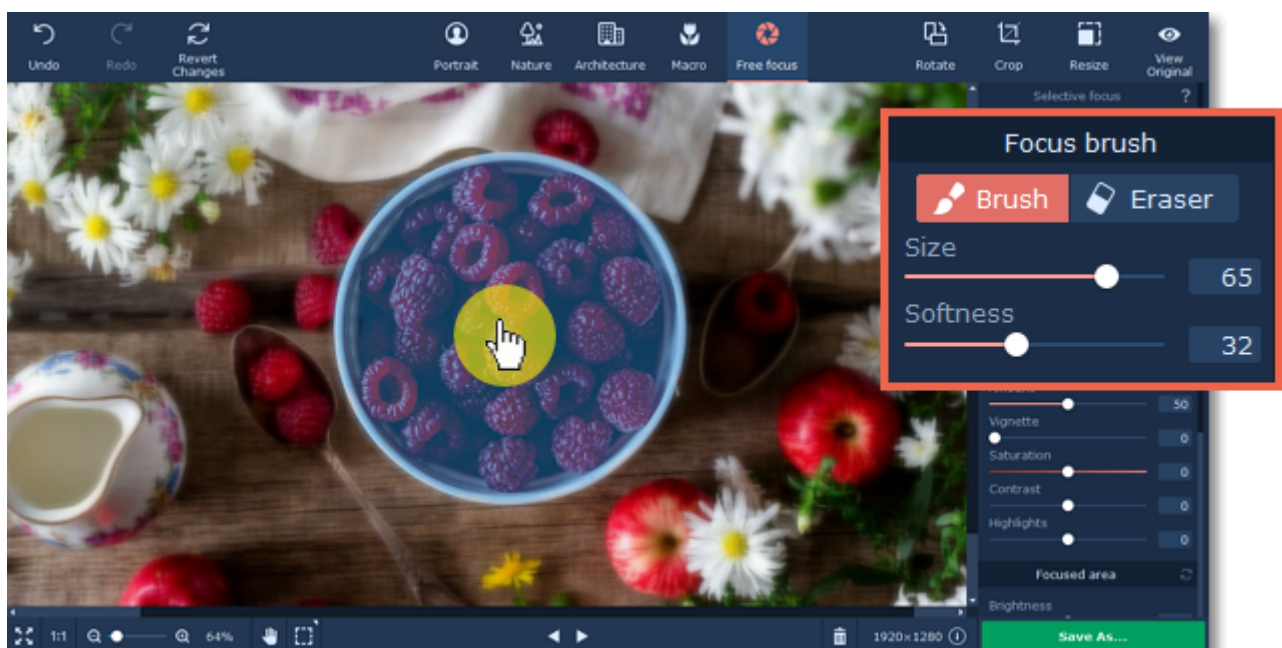 Undo
Redo
Revert
Changes
Portrait
Nature
Architecture
Macro
Free focus
Rotate
Crop
Resize
View
Original
Selective focus ?
Focus brush
Brush
Eraser
Size
65
Softness
32
50
Vignette
0
Saturation
0
Contrast
0
Highlights
0
Focused area
Brightness
1:1
64%
1920×1280
Save As...